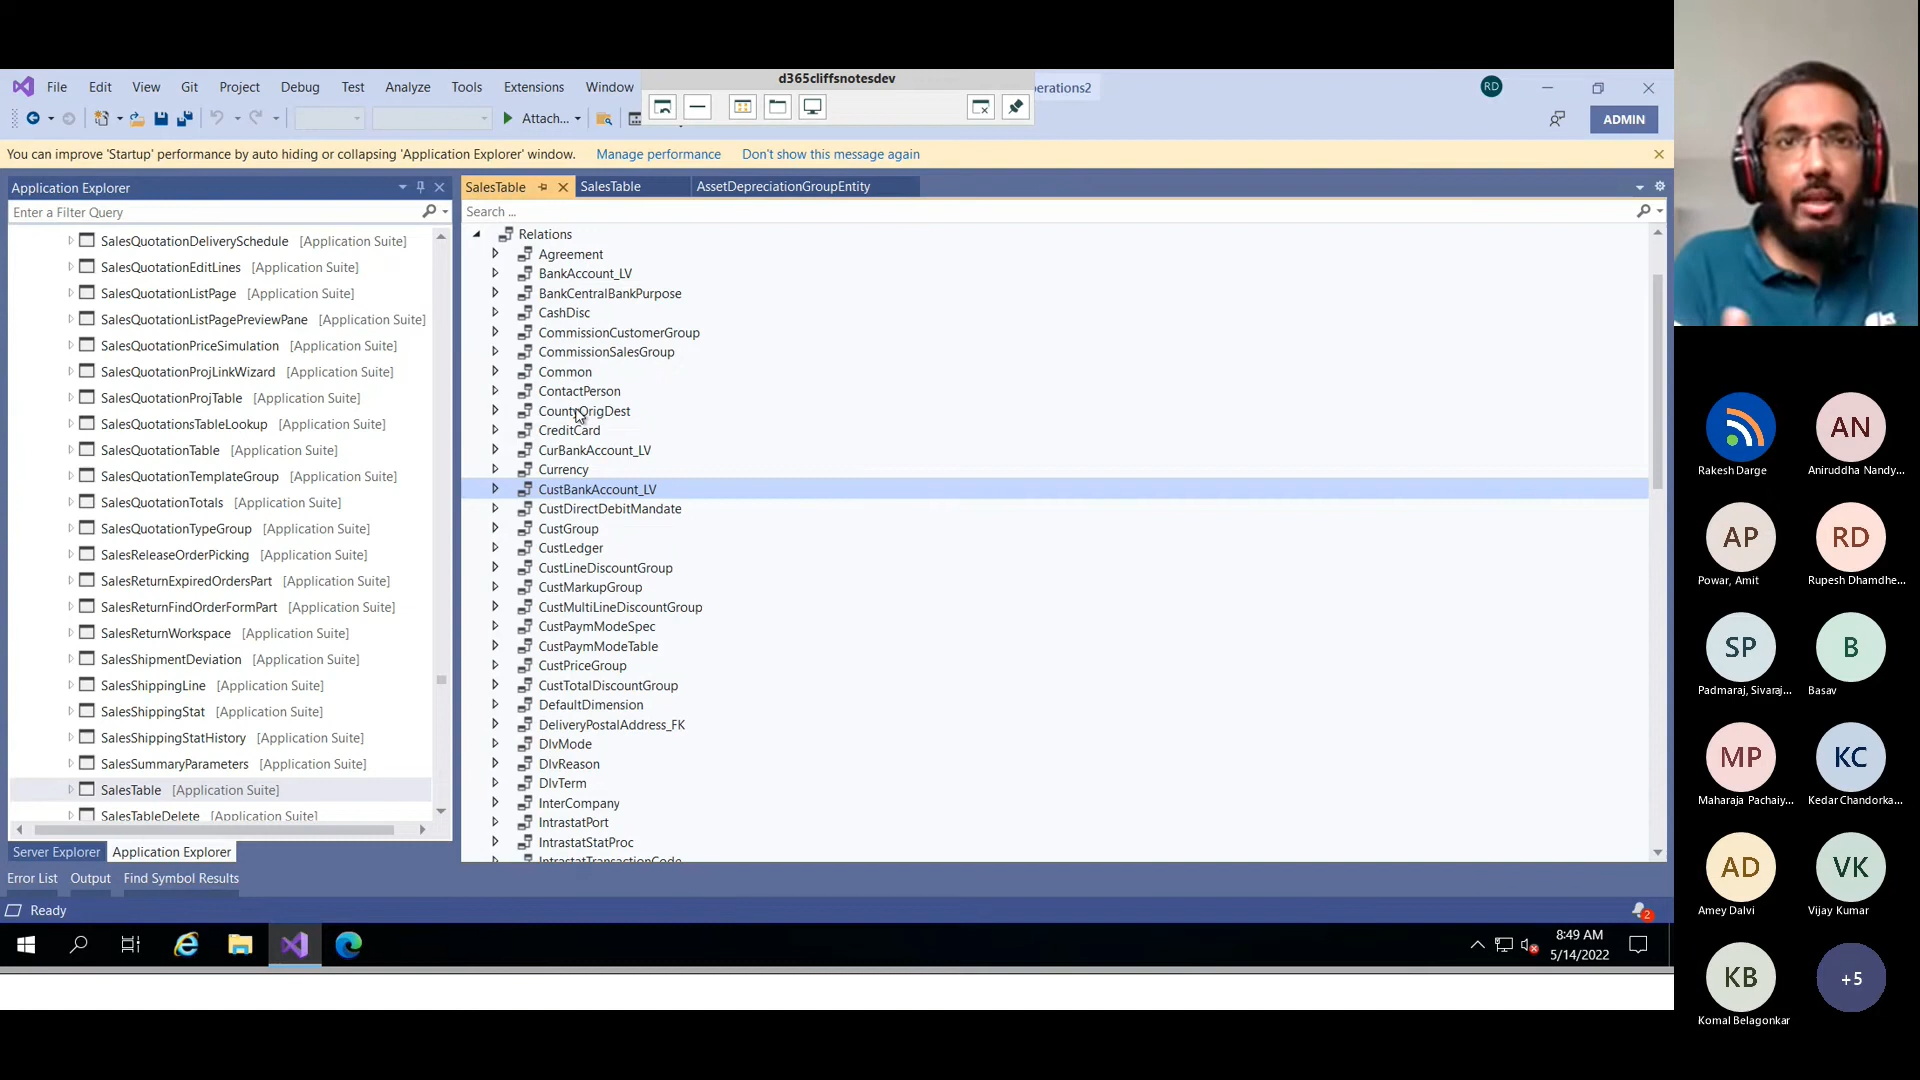 d365cliffsnotesdev
File Edit View Git Project Debug Test Analyze Tools Extensions Window
erations2
RD
Attach...
ADMIN
You can improve 'Startup' performance by auto hiding or collapsing 'Application Explorer' window. Manage performance Don't show this message again
Application Explorer
SalesTable SalesTable AssetDepreciationGroupEntity
Enter a Filter Query
Search ...
SalesQuotationDeliverySchedule [Application Suite]
SalesQuotationEditLines [Application Suite]
SalesQuotationListPage [Application Suite]
SalesQuotationListPagePreviewPane [Application Suite]
SalesQuotationPriceSimulation [Application Suite]
SalesQuotationProjLinkWizard [Application Suite]
SalesQuotationProjTable [Application Suite]
SalesQuotationsTableLookup [Application Suite]
SalesQuotationTable [Application Suite]
SalesQuotationTemplateGroup [Application Suite]
SalesQuotationTotals [Application Suite]
SalesQuotationTypeGroup [Application Suite]
SalesReleaseOrderPicking [Application Suite]
SalesReturnExpiredOrdersPart [Application Suite]
SalesReturnFindOrderFormPart [Application Suite]
SalesReturnWorkspace [Application Suite]
SalesShipmentDeviation [Application Suite]
SalesShippingLine [Application Suite]
SalesShippingStat [Application Suite]
SalesShippingStatHistory [Application Suite]
SalesSummaryParameters [Application Suite]
SalesTable [Application Suite]
SalesTableDelete [Application Suite]
Relations
Agreement
BankAccount_LV
BankCentralBankPurpose
CashDisc
CommissionCustomerGroup
CommissionSalesGroup
Common
ContactPerson
CountyOrigDest
CreditCard
CurBankAccount_LV
Currency
CustBankAccount_LV
CustDirectDebitMandate
CustGroup
CustLedger
CustLineDiscountGroup
CustMarkupGroup
CustMultiLineDiscountGroup
CustPaymModeSpec
CustPaymModeTable
CustPriceGroup
CustTotalDiscountGroup
DefaultDimension
DeliveryPostalAddress_FK
DlvMode
DlvReason
DlvTerm
InterCompany
IntrastatPort
IntrastatStatProc
IntrastatTransactionCode
Server Explorer Application Explorer
Error List Output Find Symbol Results
Ready
2
8:49 AM
5/14/2022
Rakesh Darge
AN
Aniruddha Nandy...
AP
Powar, Amit
RD
Rupesh Dhamdhe...
SP
Padmaraj, Sivaraj...
B
Basav
MP
Maharaja Pachaiy...
KC
Kedar Chandorka...
AD
Amey Dalvi
VK
Vijay Kumar
KB
Komal Belagonkar
+5